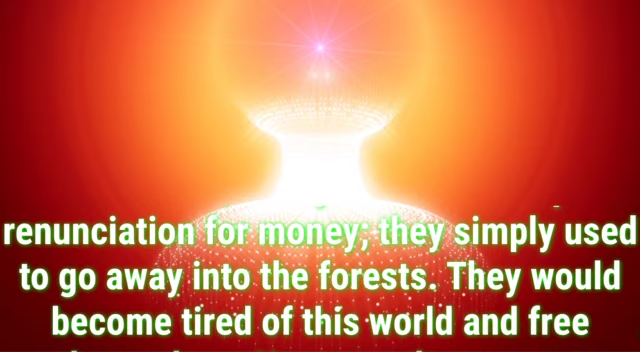 renunciation for money; they simply used
to go away into the forests. They would
become tired of this world and free